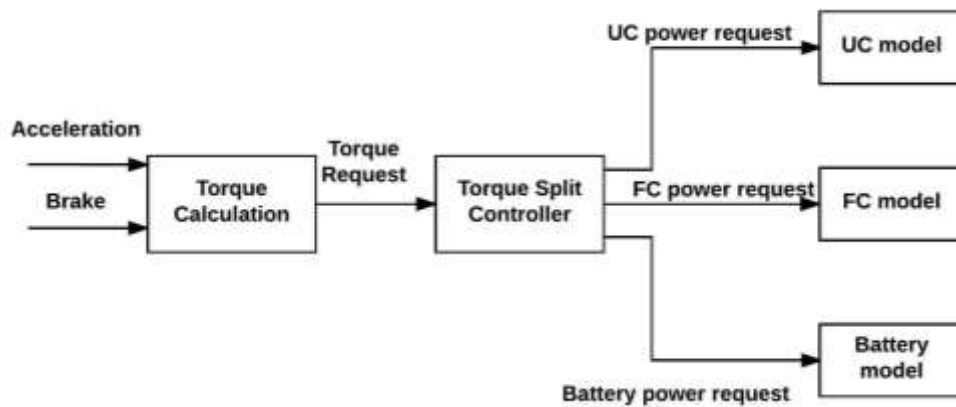 UC power request
UC model
Acceleration
Brake
Torque
Calculation
Torque
Request
Torque Split
Controller
FC power request
FC model
Battery power request
Battery
model